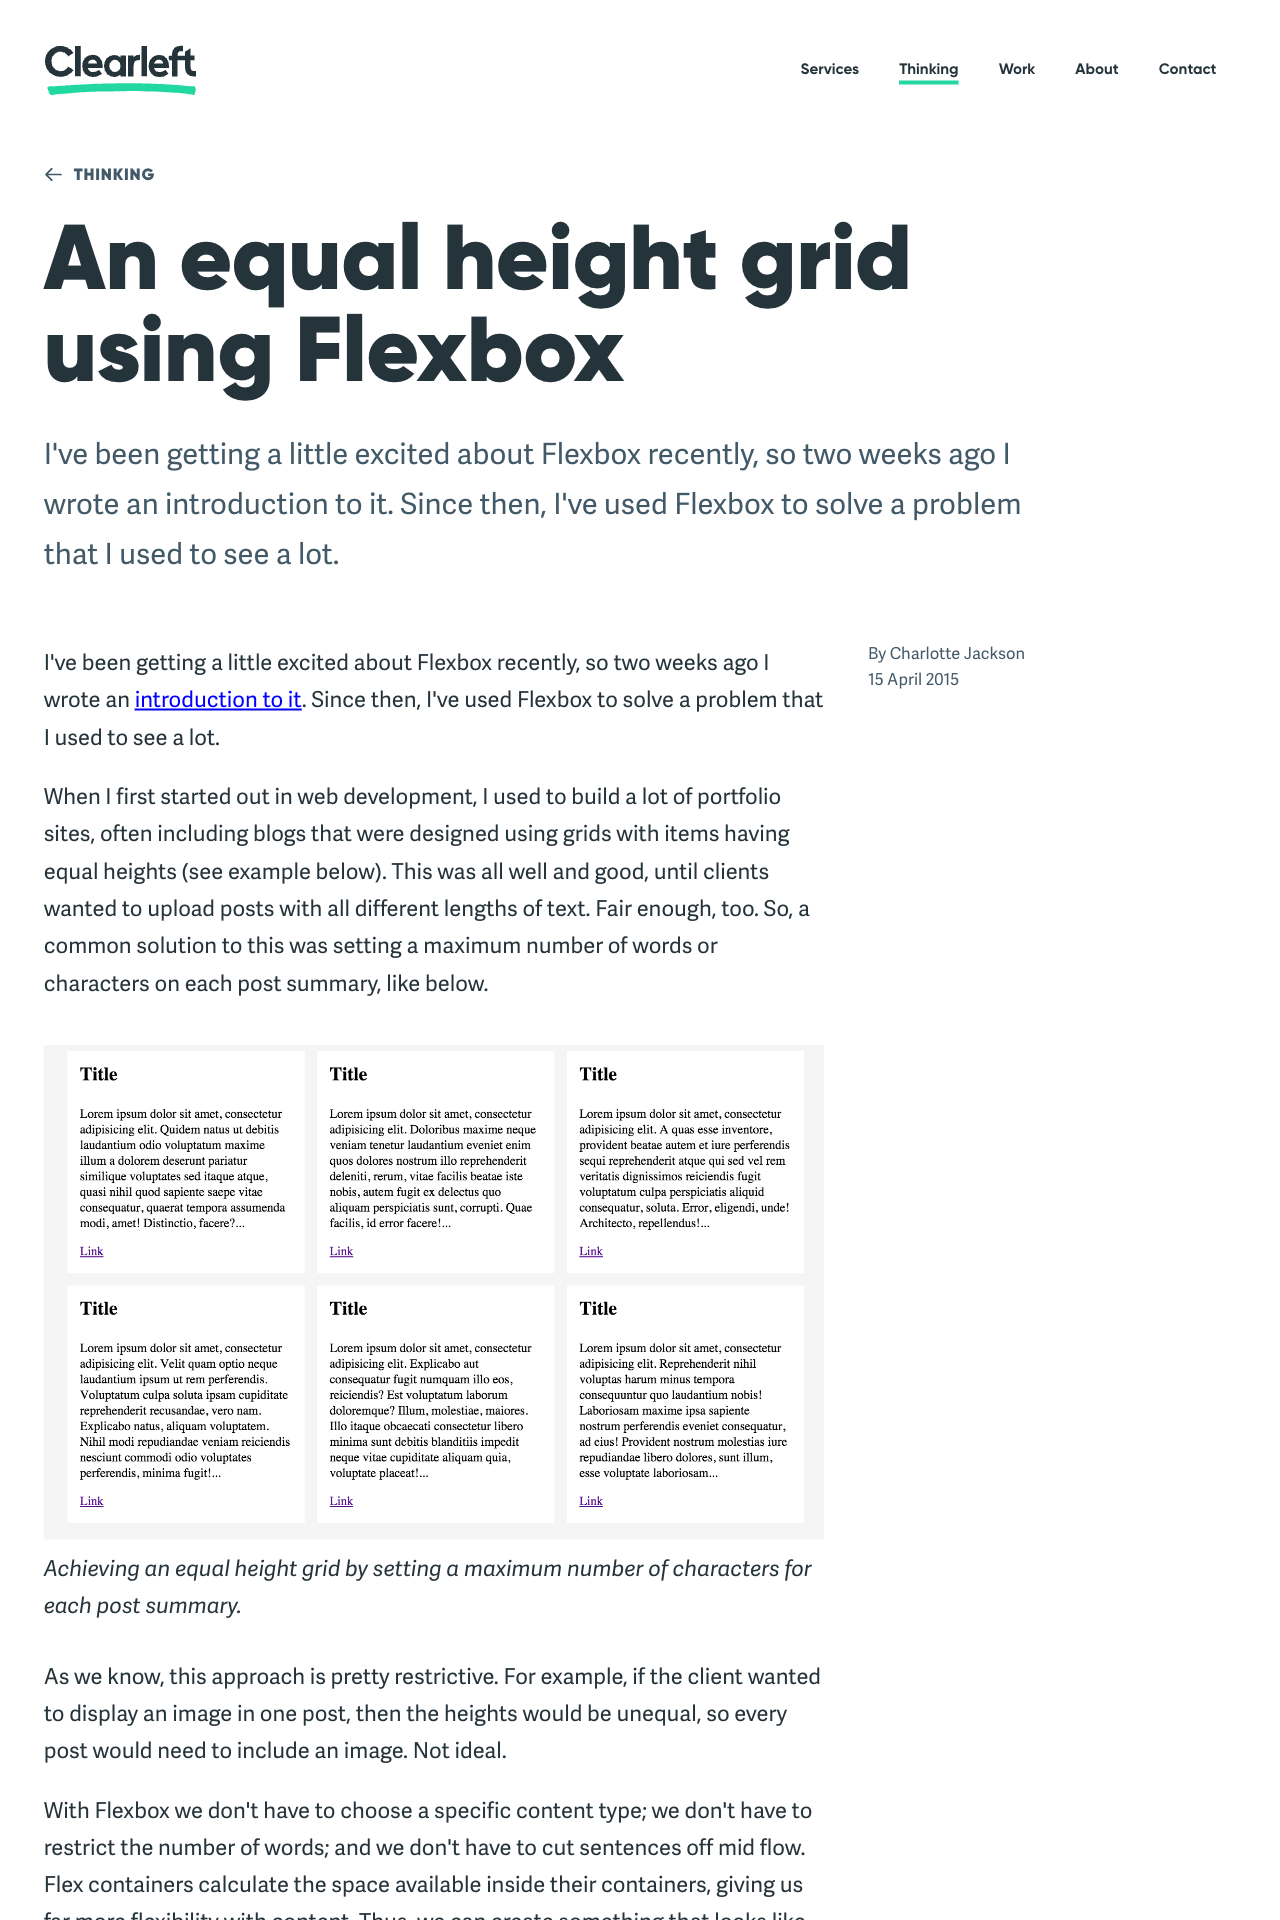 Clearleft
Services
Thinking
Work
About
Contact
← THINKING
An equal height grid
using Flexbox
I've been getting a little excited about Flexbox recently, so two weeks ago I
wrote an introduction to it. Since then, I've used Flexbox to solve a problem
that I used to see a lot.
By Charlotte Jackson
15 April 2015
I've been getting a little excited about Flexbox recently, so two weeks ago I
wrote an introduction to it. Since then, I've used Flexbox to solve a problem that
I used to see a lot.
When I first started out in web development, I used to build a lot of portfolio
sites, often including blogs that were designed using grids with items having
equal heights (see example below). This was all well and good, until clients
wanted to upload posts with all different lengths of text. Fair enough, too. So, a
common solution to this was setting a maximum number of words or
characters on each post summary, like below.
Title
Lorem ipsum dolor sit amet, consectetur
adipisicing elit. Quidem natus ut debitis
laudantium odio voluptatum maxime
illum a dolorem deserunt pariatur
similique voluptates sed itaque atque,
quasi nihil quod sapiente saepe vitae
consequatur, quaerat tempora assumenda
modi, amet! Distinctio, facere?...
Link
Title
Lorem ipsum dolor sit amet, consectetur
adipisicing elit. Doloribus maxime neque
veniam tenetur laudantium eveniet enim
quos dolores nostrum illo reprehenderit
deleniti, rerum, vitae facilis beatae iste
nobis, autem fugit ex delectus quo
aliquam perspiciatis sunt, corrupti. Quae
facilis, id error facere!...
Link
Title
Lorem ipsum dolor sit amet, consectetur
adipisicing elit. A quas esse inventore,
provident beatae autem et iure perferendis
sequi reprehenderit atque qui sed vel rem
veritatis dignissimos reiciendis fugit
voluptatum culpa perspiciatis aliquid
consequatur, soluta. Error, eligendi, unde!
Architecto, repellendus!...
Link
Title
Lorem ipsum dolor sit amet, consectetur
adipisicing elit. Velit quam optio neque
laudantium ipsum ut rem perferendis.
Voluptatum culpa soluta ipsam cupiditate
reprehenderit recusandae, vero nam.
Explicabo natus, aliquam voluptatem.
Nihil modi repudiandae veniam reiciendis
nesciunt commodi odio voluptates
perferendis, minima fugit!...
Link
Title
Lorem ipsum dolor sit amet, consectetur
adipisicing elit. Explicabo aut
consequatur fugit numquam illo eos,
reiciendis? Est voluptatum laborum
doloremque? Illum, molestiae, maiores.
Illo itaque obcaecati consectetur libero
minima sunt debitis blanditiis impedit
neque vitae cupiditate aliquam quia,
voluptate placeat!...
Link
Title
Lorem ipsum dolor sit amet, consectetur
adipisicing elit. Reprehenderit nihil
voluptas harum minus tempora
consequuntur quo laudantium nobis!
Laboriosam maxime ipsa sapiente
nostrum perferendis eveniet consequatur,
ad eius! Provident nostrum molestias iure
repudiandae libero dolores, sunt illum,
esse voluptate laboriosam...
Link
Achieving an equal height grid by setting a maximum number of characters for
each post summary.
As we know, this approach is pretty restrictive. For example, if the client wanted
to display an image in one post, then the heights would be unequal, so every
post would need to include an image. Not ideal.
With Flexbox we don't have to choose a specific content type; we don't have to
restrict the number of words; and we don't have to cut sentences off mid flow.
Flex containers calculate the space available inside their containers, giving us
far more flexibility with content. Thus, we can create something that looks like